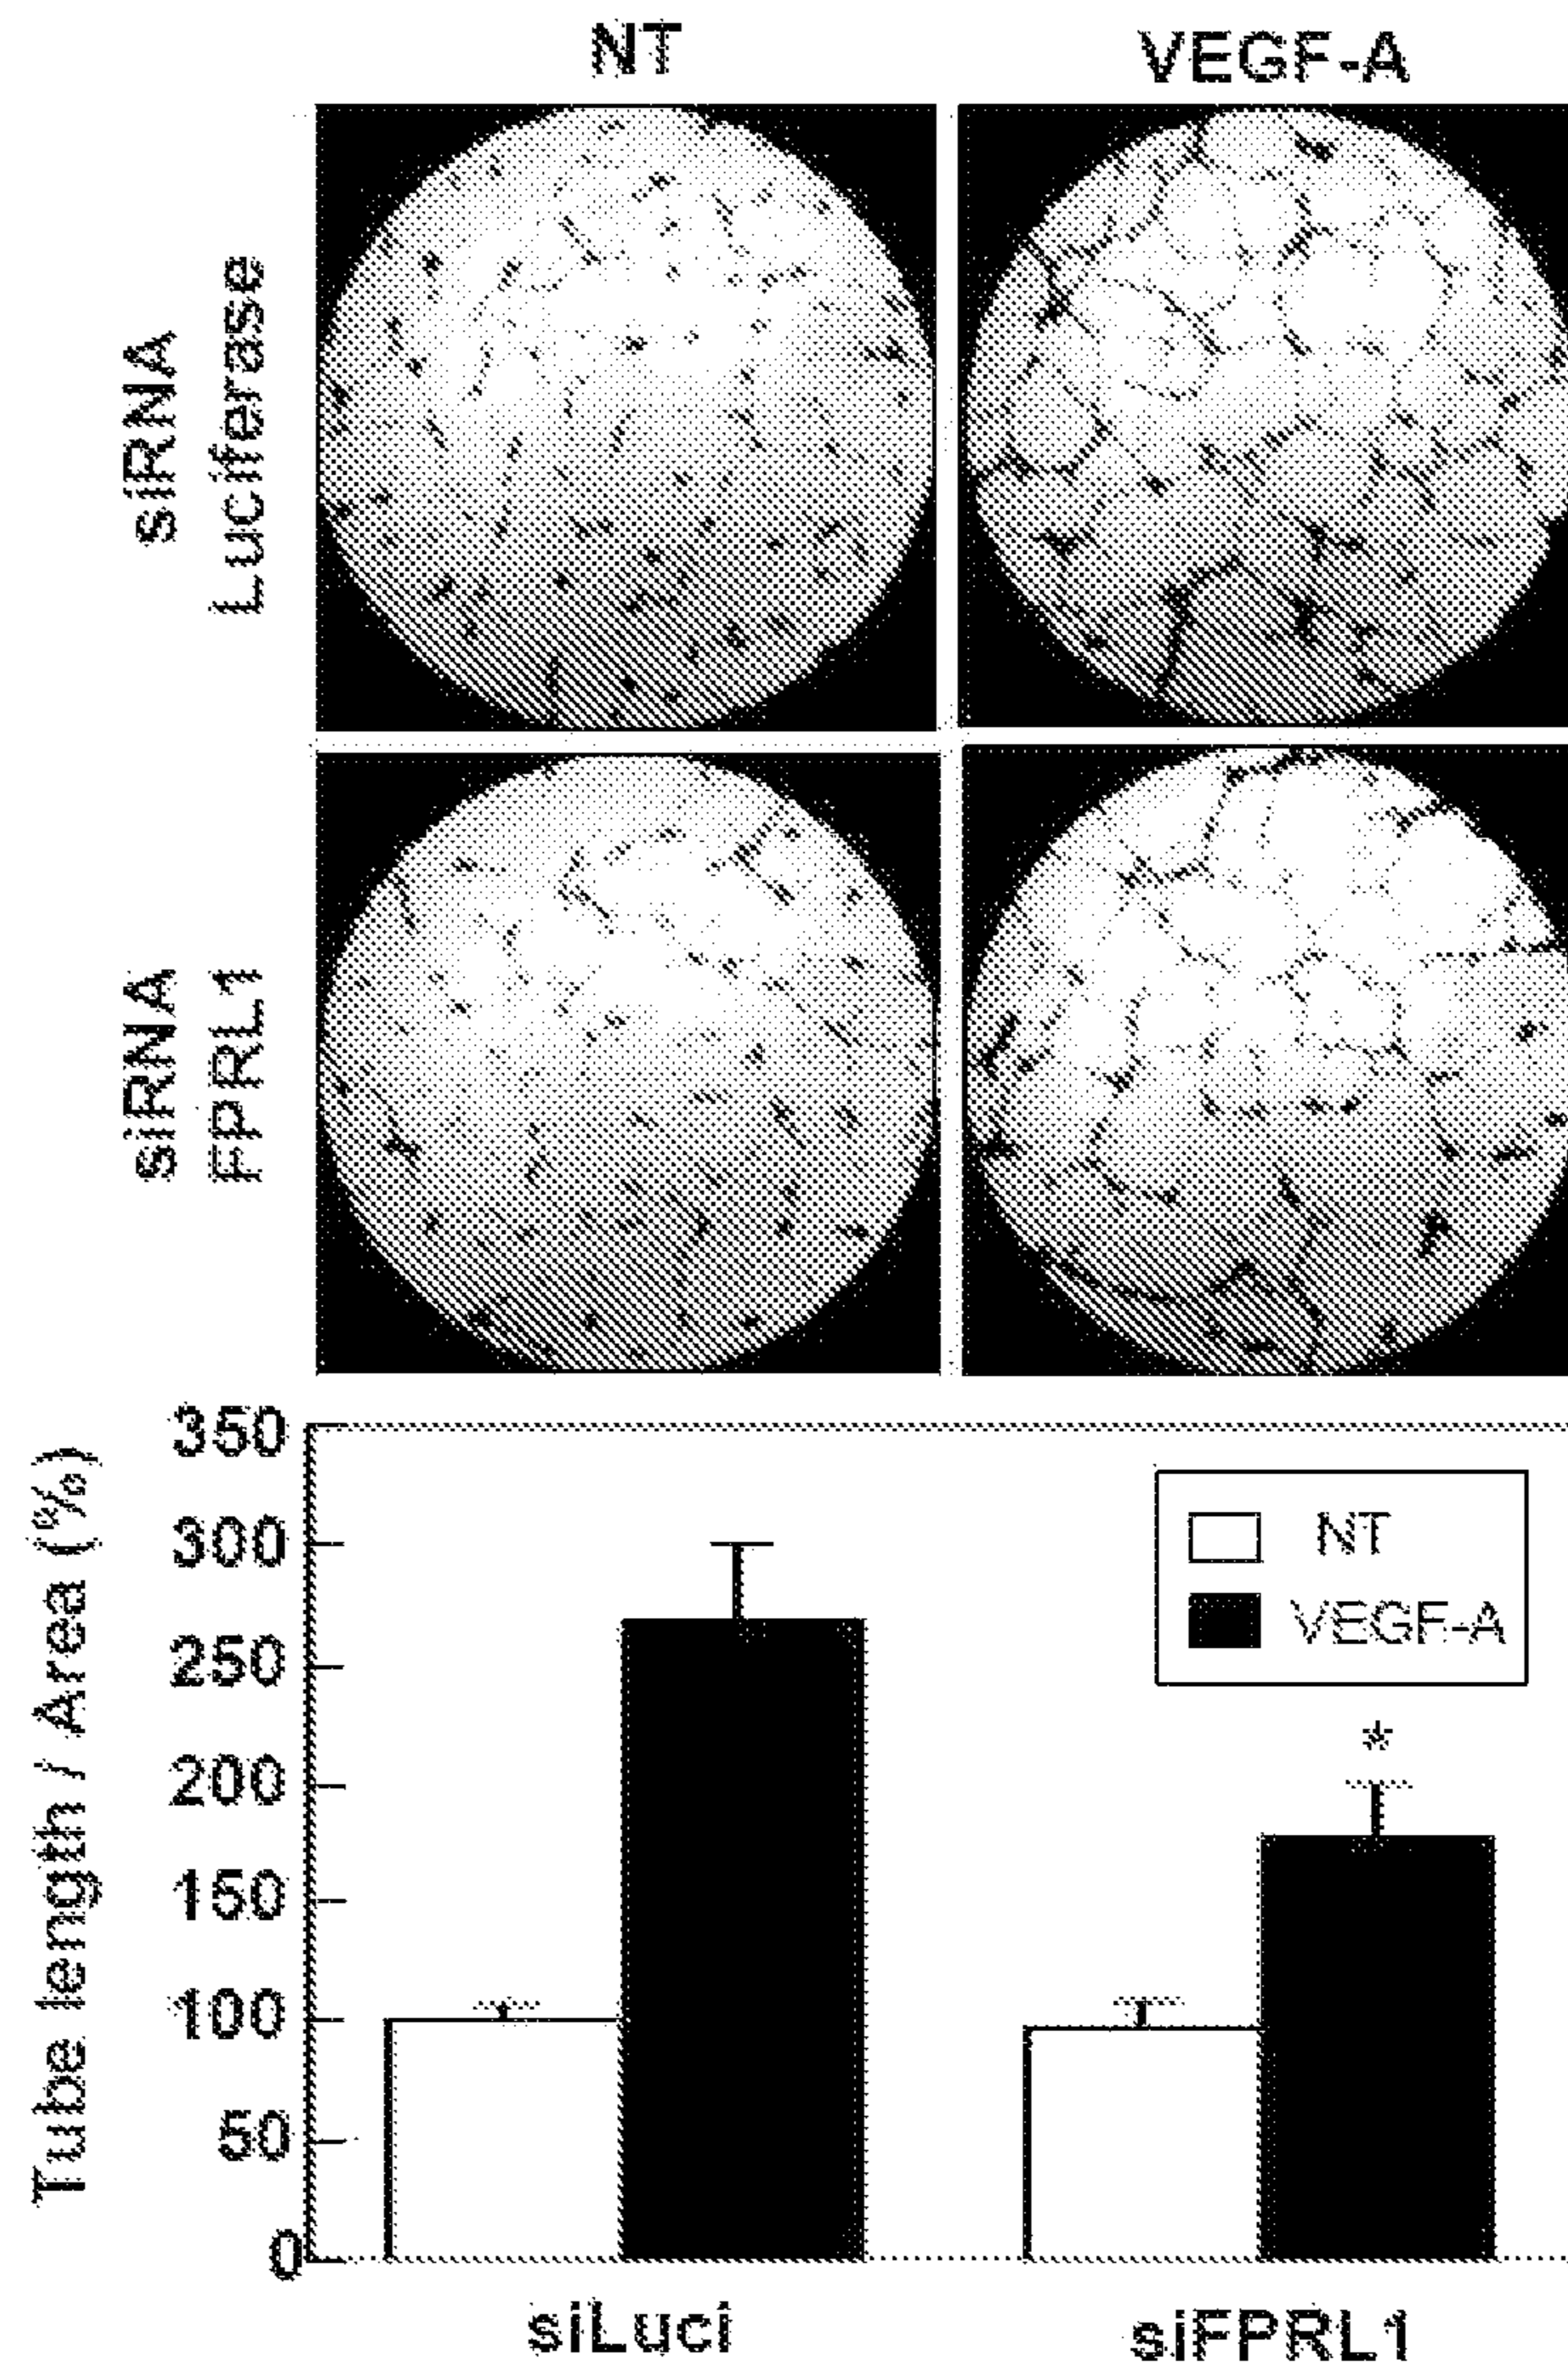 NT
VEGF-A
siRNA
Luciferase
siRNA
FPRL1
Tube length / Area (%)
350
300
250
200
150
100
50
0
NT
VEGF-A
*
siLuci
siFPRL1